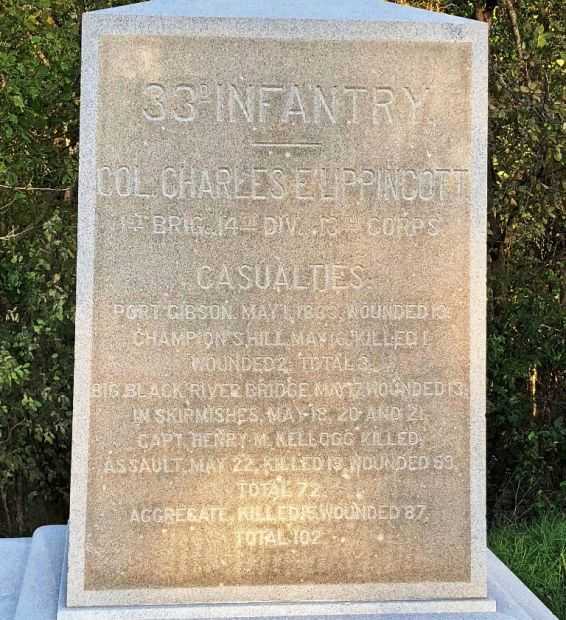 33D INFANTRY.
COL. CHARLES E. LIPPINCOTT
1ST BRIG., 14TH DIV., 13TH CORPS.
CASUALTIES.
PORT GIBSON, MAY 1, 1863, WOUNDED 13,
CHAMPION'S HILL, MAY 16, KILLED 1,
WOUNDED 2, TOTAL 3,
BIG BLACK RIVER BRIDGE, MAY 17, WOUNDED 13,
IN SKIRMISHES, MAY 18, 20 AND 21,
CAPT. HENRY M. KELLOGG KILLED,
ASSAULT, MAY 22, KILLED 13, WOUNDED 59,
TOTAL 72.
AGGREGATE, KILLED 15, WOUNDED 87,
TOTAL 102